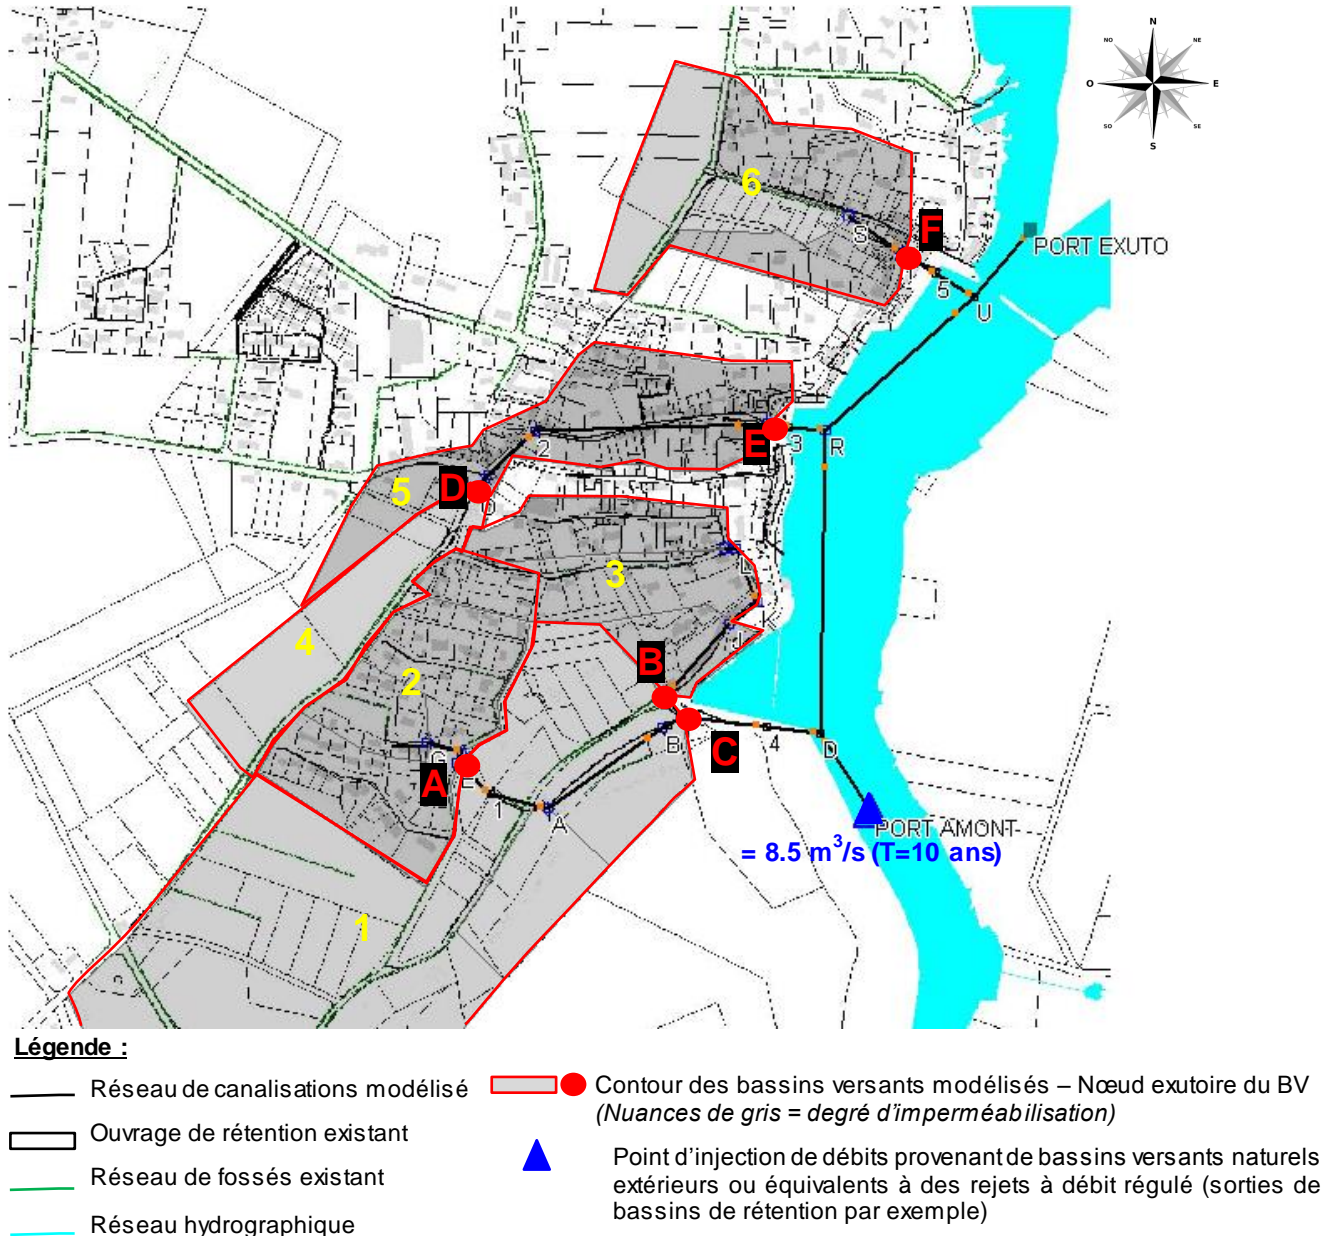 N
NO
NE
O
E
SO
SE
S
6
S
F
PORT EXUTO
5
U
2
E
3
R
5
D
3
L
4
2
B
J
K
B
C
4
D
G
A
E
1
A
PORT AMONT
= 8.5 m³/s (T=10 ans)
1
Légende :
Réseau de canalisations modélisé
Ouvrage de rétention existant
Réseau de fossés existant
Réseau hydrographique
Contour des bassins versants modélisés – Nœud exutoire du BV
(Nuances de gris = degré d'imperméabilisation)
Point d'injection de débits provenant de bassins versants naturels
extérieurs ou équivalents à des rejets à débit régulé (sorties de
bassins de rétention par exemple)